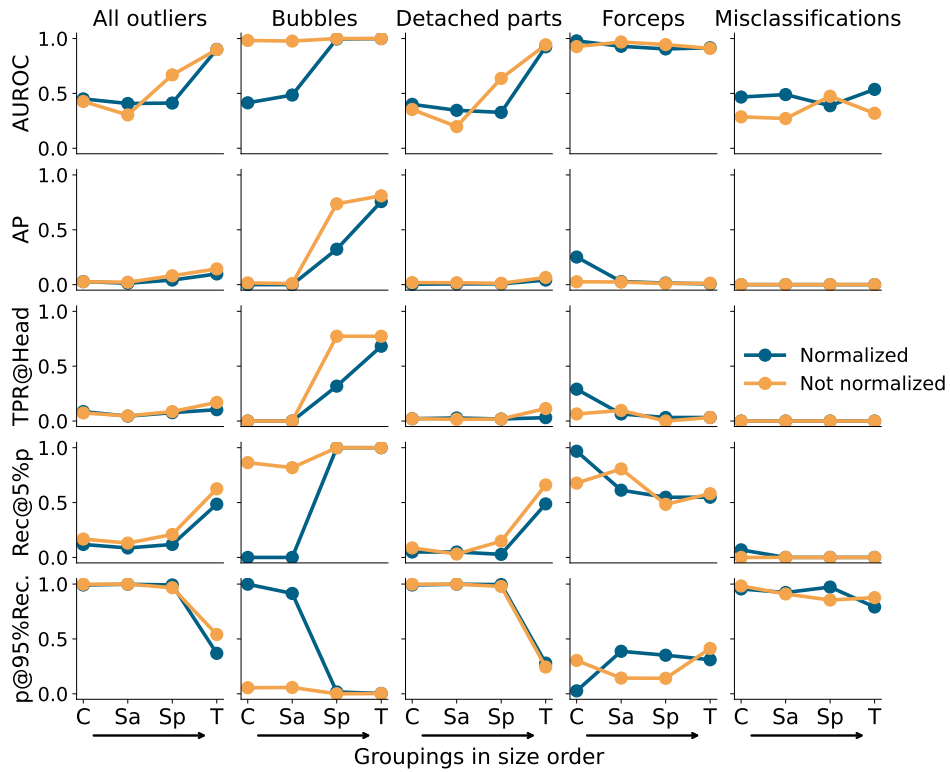 All outliers Bubbles Detached parts Forceps Misclassifications
AUROC
1.0
0.5
0.0
AP
1.0
0.5
0.0
TPR@Head
1.0
0.5
0.0
Normalized
Not normalized
Rec@5%p
1.0
0.5
0.0
p@95%Rec.
1.0
0.5
0.0
C Sa Sp T C Sa Sp T C Sa Sp T C Sa Sp T C Sa Sp T
Groupings in size order